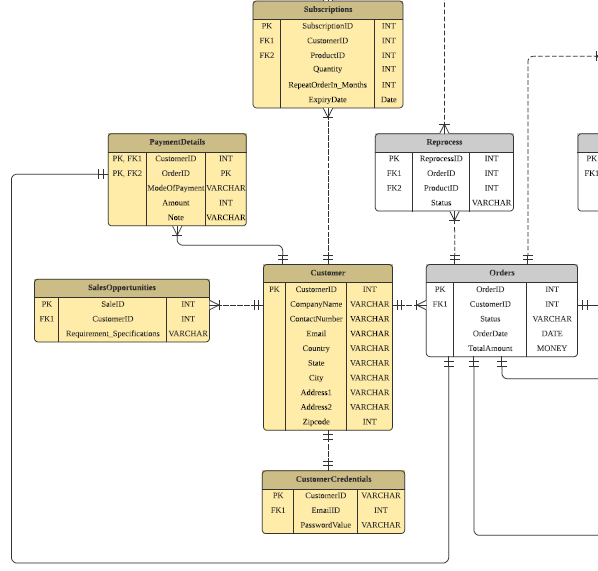 Subscriptions
PK SubscriptionID INT
FK1 CustomerID INT
FK2 ProductID INT
Quantity INT
RepeatOrderIn_Months INT
ExpiryDate Date
PaymentDetails
PK, FK1 CustomerID INT
PK, FK2 OrderID PK
ModeOfPayment VARCHAR
Amount INT
Note VARCHAR
Reprocess
PK ReprocessID INT
FK1 OrderID INT
FK2 ProductID INT
Status VARCHAR
PK
FK1
SalesOpportunities
PK SaleID INT
FK1 CustomerID INT
Requirement_Specifications VARCHAR
Customer
PK CustomerID INT
CompanyName VARCHAR
ContactNumber VARCHAR
Email VARCHAR
Country VARCHAR
State VARCHAR
City VARCHAR
Address1 VARCHAR
Address2 VARCHAR
Zipcode INT
Orders
PK OrderID INT
FK1 CustomerID INT
Status VARCHAR
OrderDate DATE
TotalAmount MONEY
CustomerCredentials
PK CustomerID VARCHAR
FK1 EmailID INT
PasswordValue VARCHAR